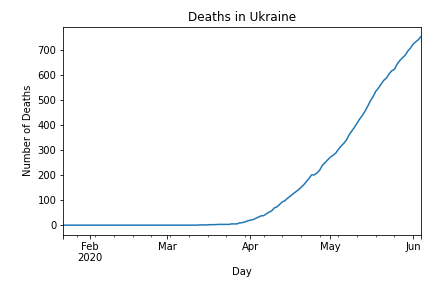 Deaths in Ukraine
Number of Deaths
700
600
500
400
300
200
100
0
Feb
2020
Mar
Apr
May
Jun
Day